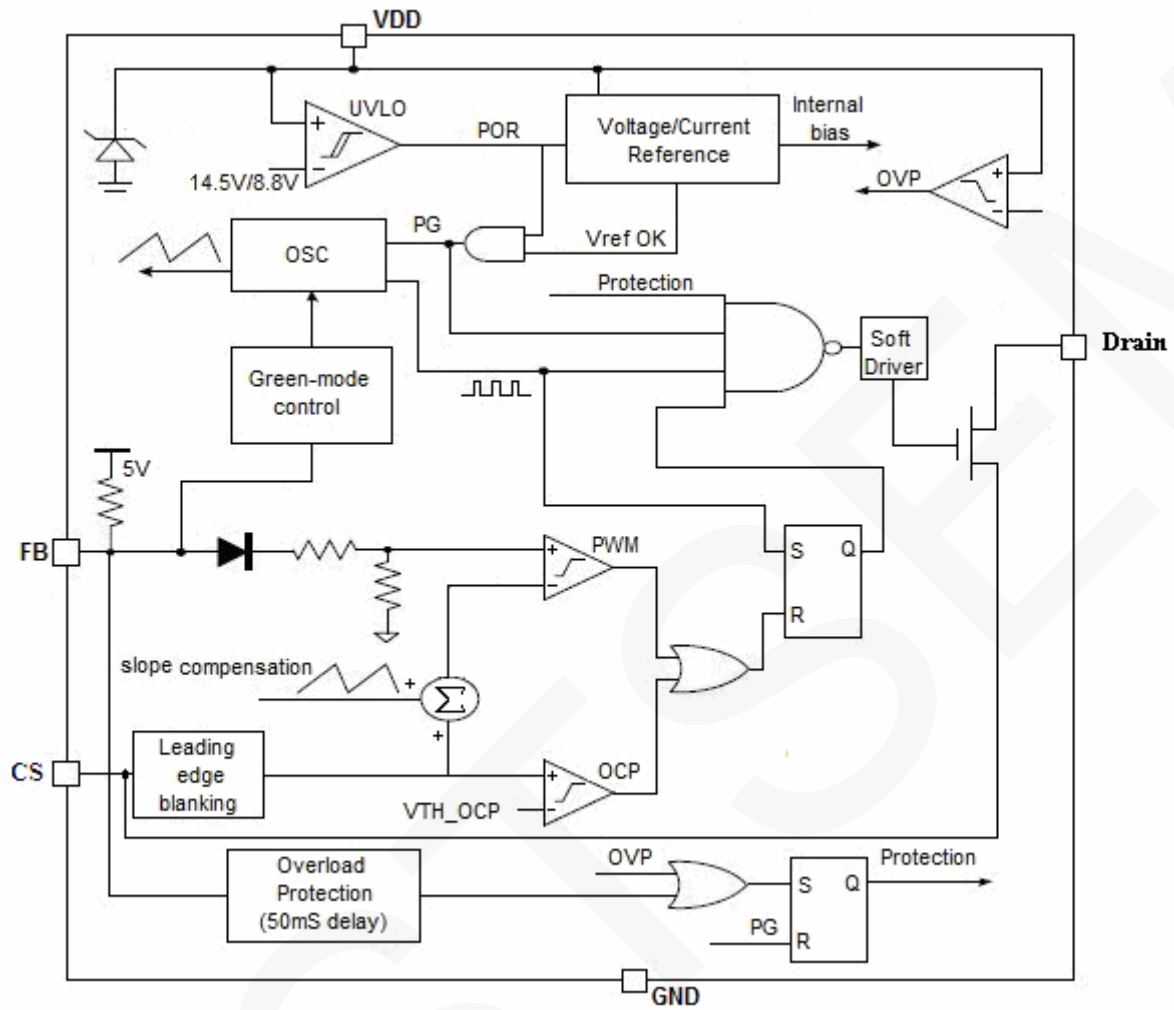 VDD
UVLO
POR
14.5V/8.8V
Voltage/Current
Reference
Internal
bias
OVP
PG
OSC
Vref OK
Protection
Soft
Driver
Drain
Green-mode
control
5V
FB
PWM
S
Q
R
slope compensation
Σ
CS
Leading
edge
blanking
OCP
VTH_OCP
Overload
Protection
(50mS delay)
OVP
S
Q
Protection
PG
R
GND